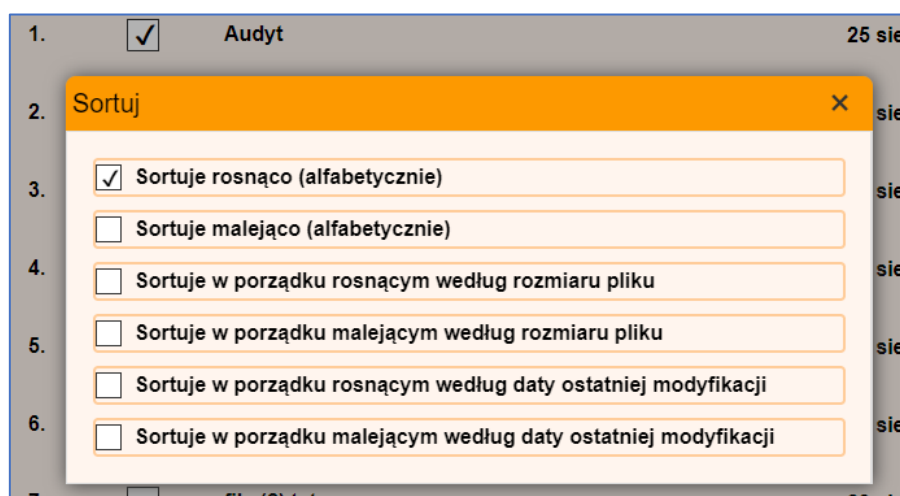 1. Audyt 25 sie
Sortuj
2. sie
Sortuje rosnąco (alfabetycznie)
3. sie
Sortuje malejąco (alfabetycznie)
4. sie
Sortuje w porządku rosnącym według rozmiaru pliku
Sortuje w porządku malejącym według rozmiaru pliku
5. sie
Sortuje w porządku rosnącym według daty ostatniej modyfikacji
6. sie
Sortuje w porządku malejącym według daty ostatniej modyfikacji